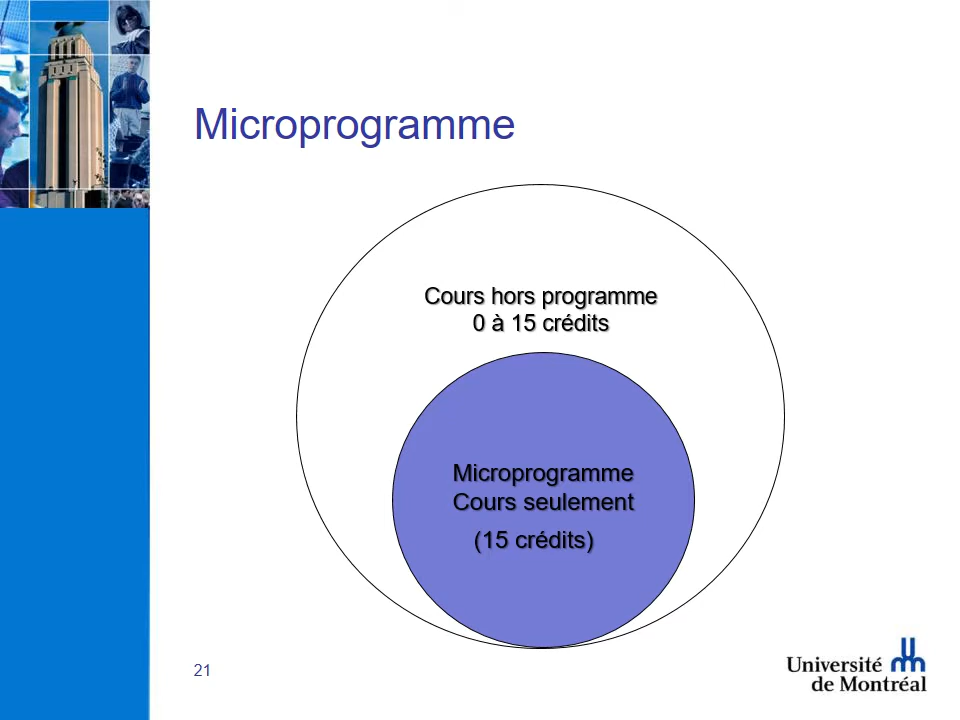 Microprogramme
Cours hors programme
0 à 15 crédits
Microprogramme
Cours seulement
(15 crédits)
21
Université
de Montréal